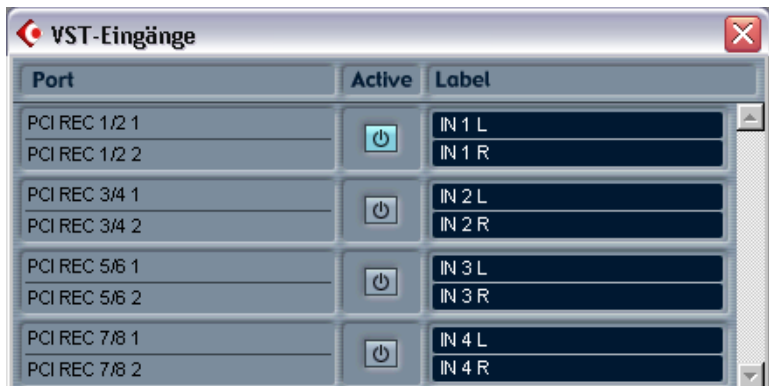 VST-Eingänge
Port Active Label
PCI REC 1/2 1 IN 1 L
PCI REC 1/2 2 IN 1 R
PCI REC 3/4 1 IN 2 L
PCI REC 3/4 2 IN 2 R
PCI REC 5/6 1 IN 3 L
PCI REC 5/6 2 IN 3 R
PCI REC 7/8 1 IN 4 L
PCI REC 7/8 2 IN 4 R